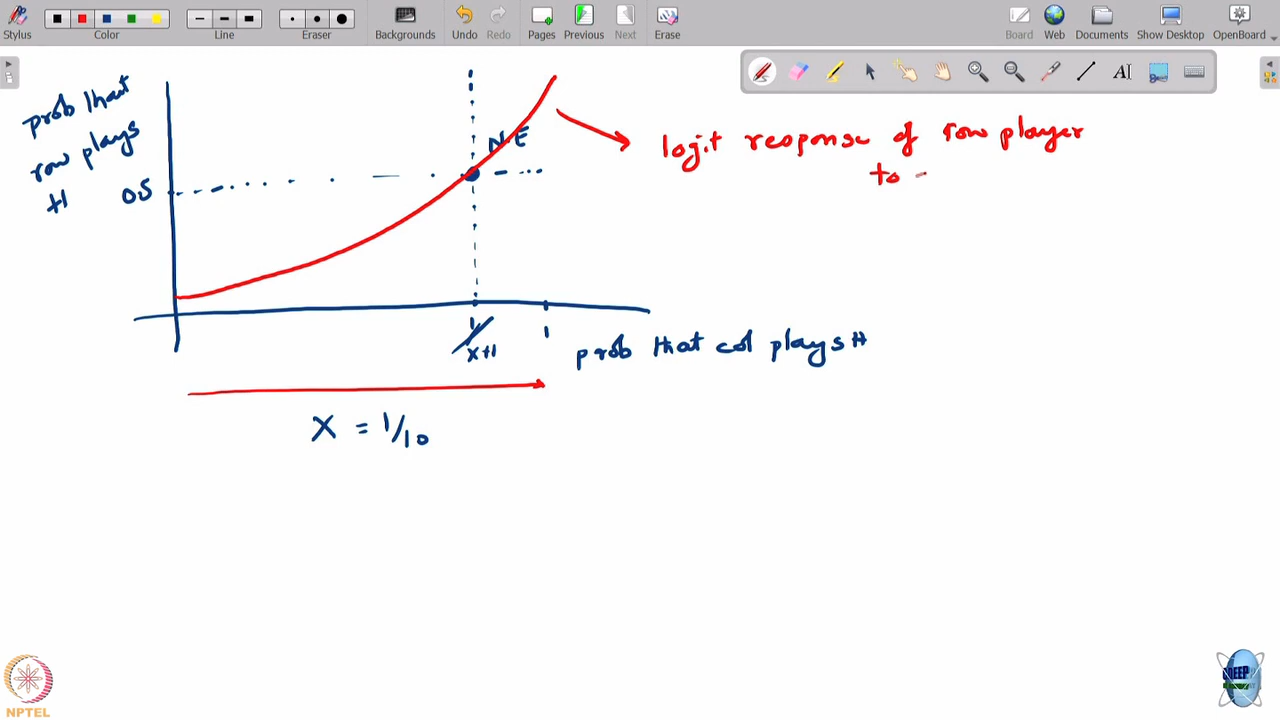 Stylus
Color
Line
Eraser
Backgrounds
Undo
Redo
Pages
Previous
Next
Erase
Board
Web
Documents
Show Desktop
OpenBoard
prob that
row plays
H
0.5
N E
logit response of row player
to
1/x+1
1
prob that col plays H
X = 1/10
NPTEL